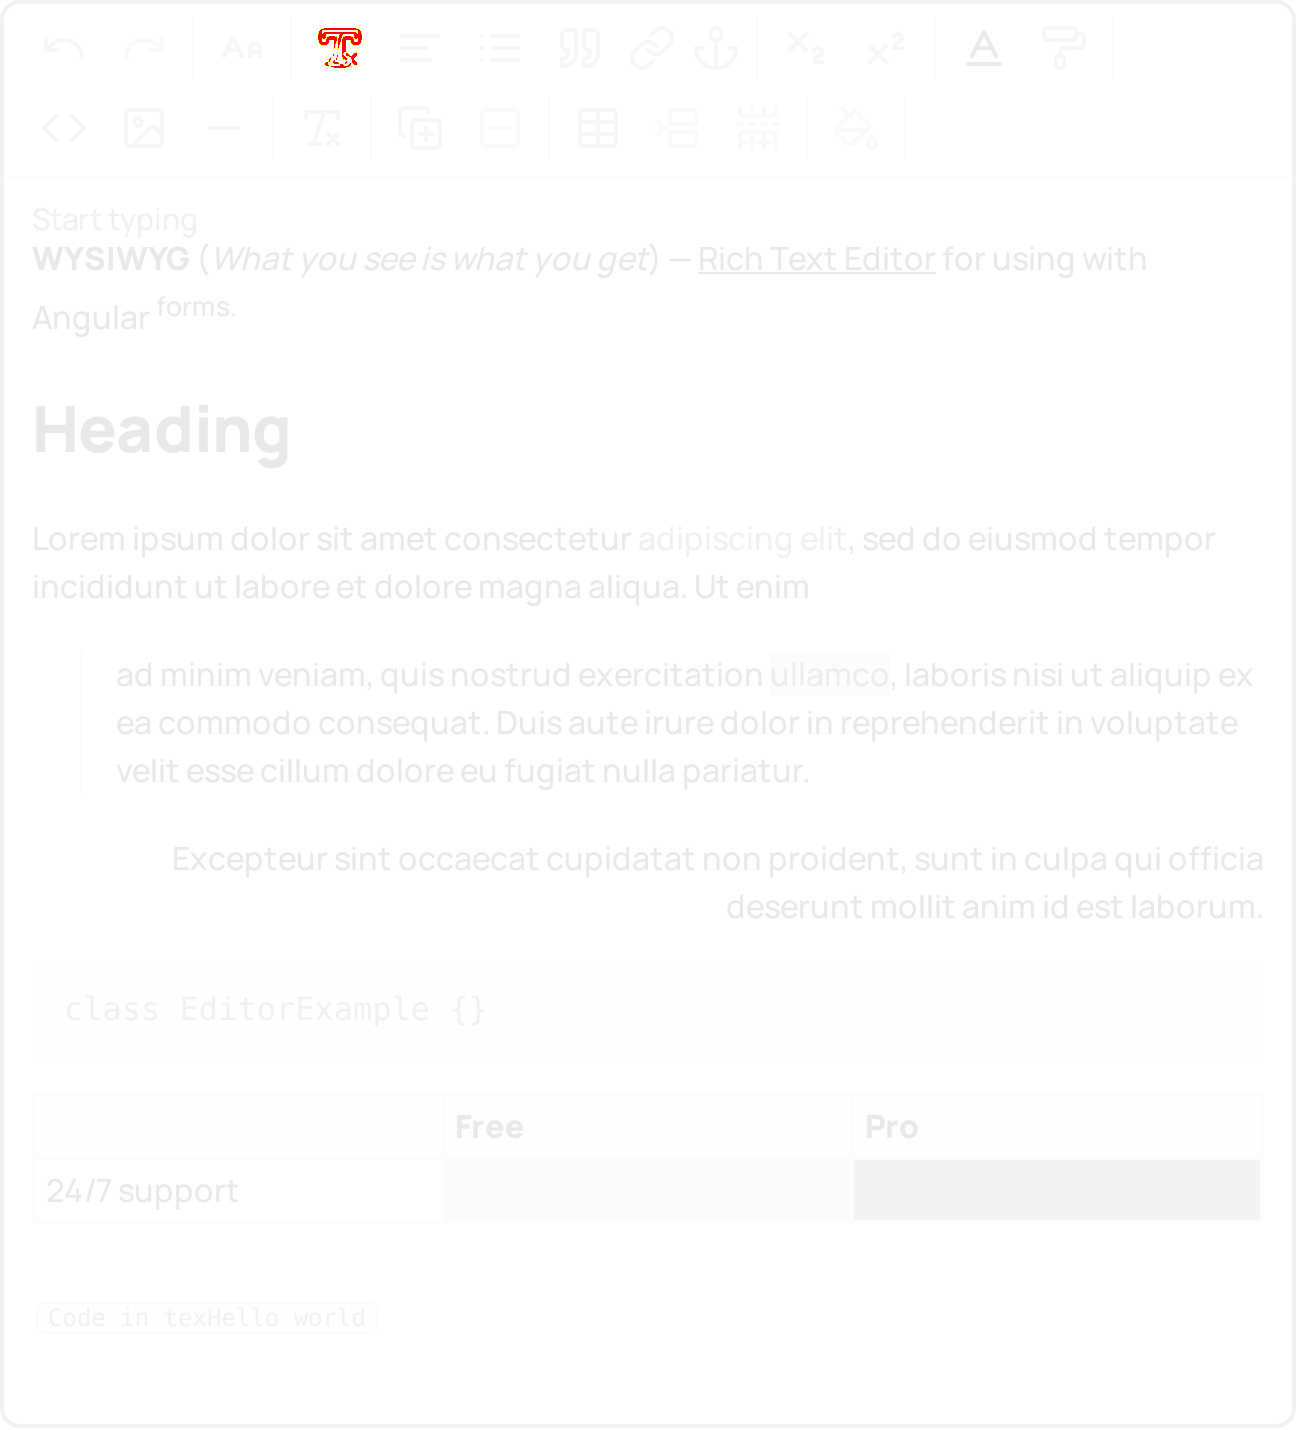 Start typing
WYSIWYG (What you see is what you get) — Rich Text Editor for using with
Angular forms.
Heading
Lorem ipsum dolor sit amet consectetur adipiscing elit, sed do eiusmod tempor
incididunt ut labore et dolore magna aliqua. Ut enim
ad minim veniam, quis nostrud exercitation ullamco, laboris nisi ut aliquip ex
ea commodo consequat. Duis aute irure dolor in reprehenderit in voluptate
velit esse cillum dolore eu fugiat nulla pariatur.
Excepteur sint occaecat cupidatat non proident, sunt in culpa qui officia
deserunt mollit anim id est laborum.
class EditorExample {}
Free Pro
24/7 support
Code in texHello world